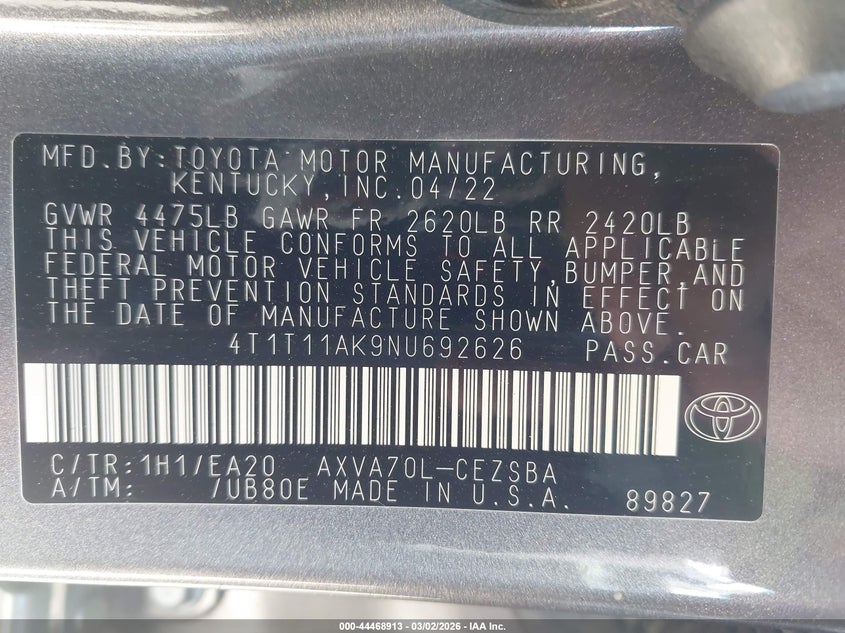 MFD.BY:TOYOTA MOTOR MANUFACTURING,
KENTUCKY,INC.04/22
GVWR 4475LB GAWR FR 2620LB RR 2420LB
THIS VEHICLE CONFORMS TO ALL APPLICABLE
FEDERAL MOTOR VEHICLE SAFETY,BUMPER,AND
THEFT PREVENTION STANDARDS IN EFFECT ON
THE DATE OF MANUFACTURE SHOWN ABOVE.
4T1T11AK9NU692626 PASS.CAR
C/TR:1H1/EA20 AXVA70L-CEZSBA
A/TM: /UB80E MADE IN U.S.A. 89827
000-44468913 - 03/02/2026 - IAA Inc.